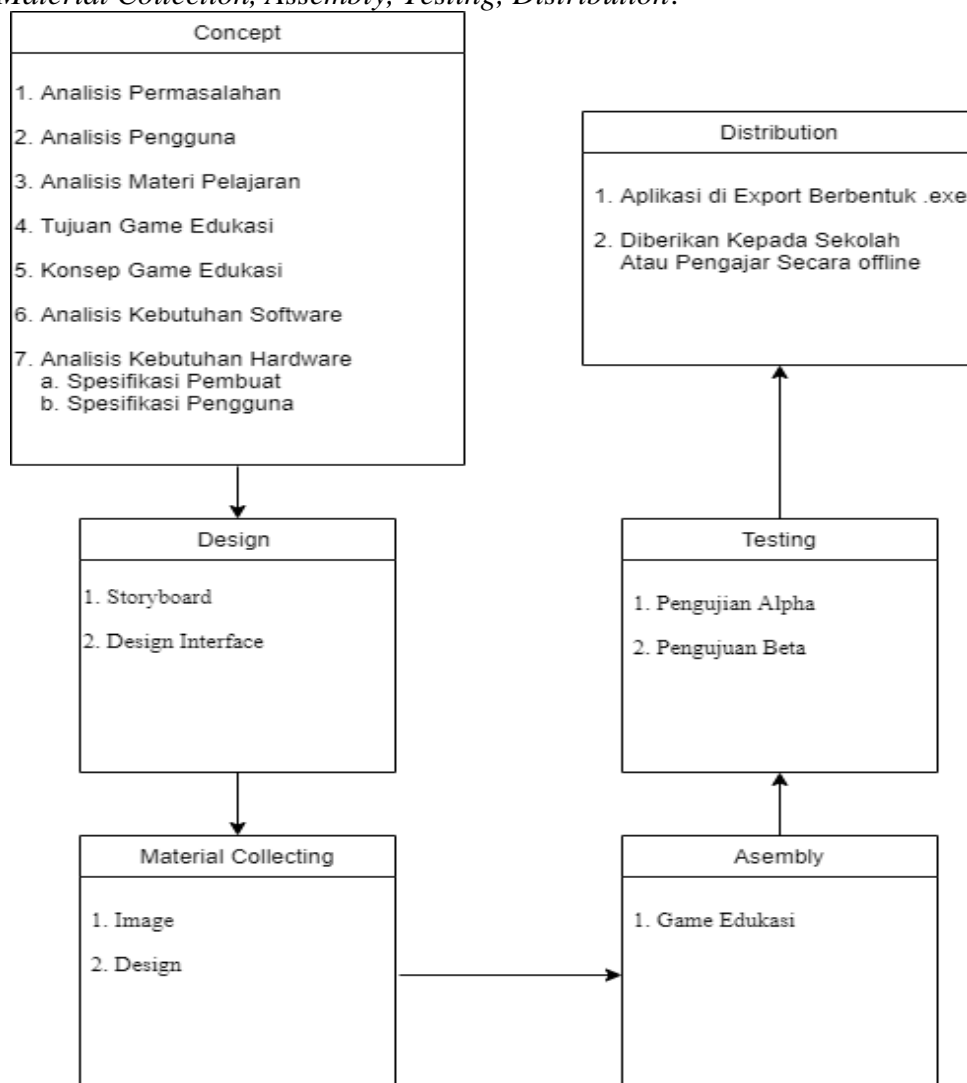 Material Collection, Assembly, Testing, Distribution.
Concept
1. Analisis Permasalahan
2. Analisis Pengguna
3. Analisis Materi Pelajaran
4. Tujuan Game Edukasi
5. Konsep Game Edukasi
6. Analisis Kebutuhan Software
7. Analisis Kebutuhan Hardware
a. Spesifikasi Pembuat
b. Spesifikasi Pengguna
Design
1. Storyboard
2. Design Interface
Material Collecting
1. Image
2. Design
Asembly
1. Game Edukasi
Testing
1. Pengujian Alpha
2. Pengujuan Beta
Distribution
1. Aplikasi di Export Berbentuk .exe
2. Diberikan Kepada Sekolah
Atau Pengajar Secara offline